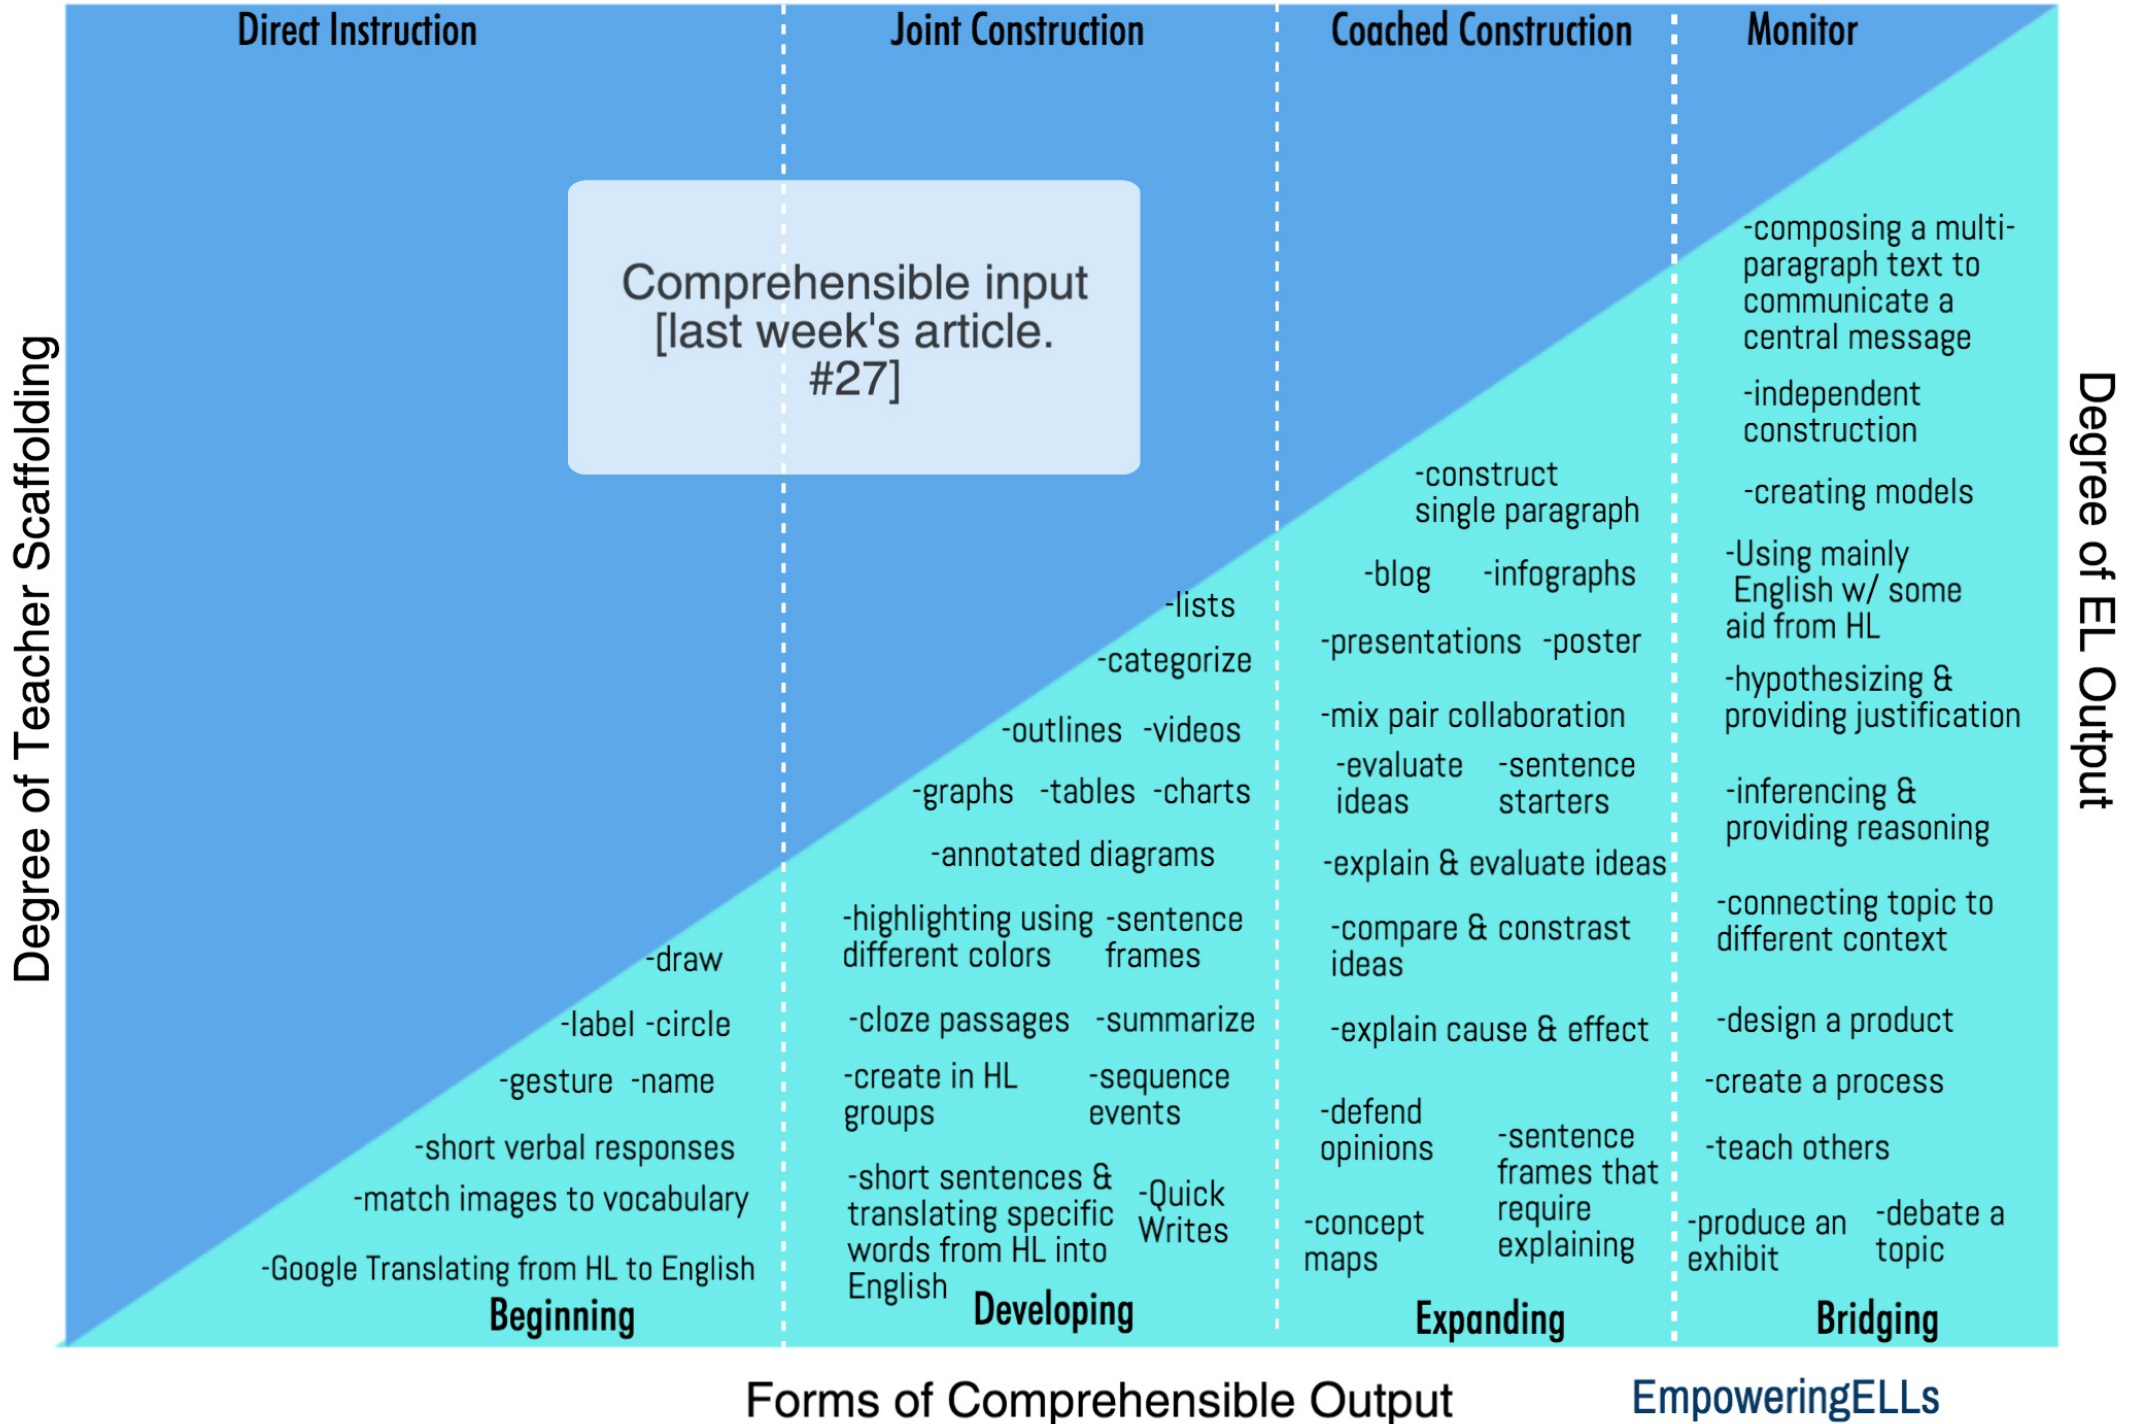 Direct Instruction
Joint Construction
Coached Construction
Monitor
Degree of Teacher Scaffolding
Comprehensible input
[last week's article.
#27]
-draw
-label -circle
-gesture -name
-short verbal responses
-match images to vocabulary
-Google Translating from HL to English
Beginning
-lists
-categorize
-outlines -videos
-graphs -tables -charts
-annotated diagrams
-highlighting using
different colors
-sentence
frames
-cloze passages -summarize
-create in HL
groups
-sequence
events
-short sentences &
translating specific
words from HL into
English
-Quick
Writes
Developing
-construct
single paragraph
-blog -infographs
-presentations -poster
-mix pair collaboration
-evaluate
ideas
-sentence
starters
-explain & evaluate ideas
-compare & constrast
ideas
-explain cause & effect
-defend
opinions
-sentence
frames that
require
explaining
-concept
maps
Expanding
-composing a multi-
paragraph text to
communicate a
central message
-independent
construction
-creating models
-Using mainly
English w/ some
aid from HL
-hypothesizing &
providing justification
-inferencing &
providing reasoning
-connecting topic to
different context
-design a product
-create a process
-teach others
-produce an
exhibit
-debate a
topic
Bridging
Degree of EL Output
Forms of Comprehensible Output
EmpoweringELLs